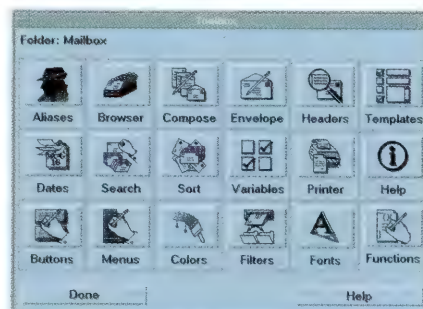 Toolbox
Folder: Mailbox
Aliases Browser Compose Envelope Headers Templates
Dates Search Sort Variables Printer Help
Buttons Menus Colors Filters Fonts Functions
Done Help